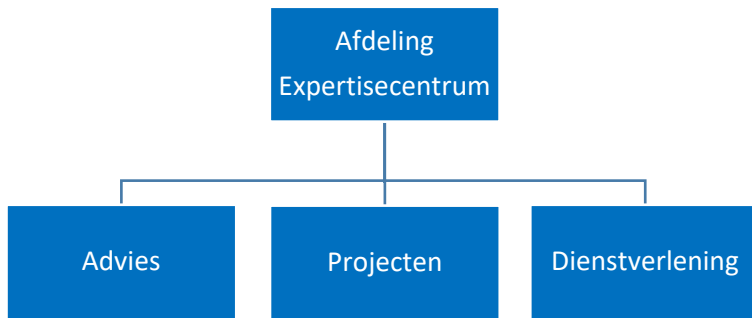 Afdeling
Expertisecentrum
Advies
Projecten
Dienstverlening